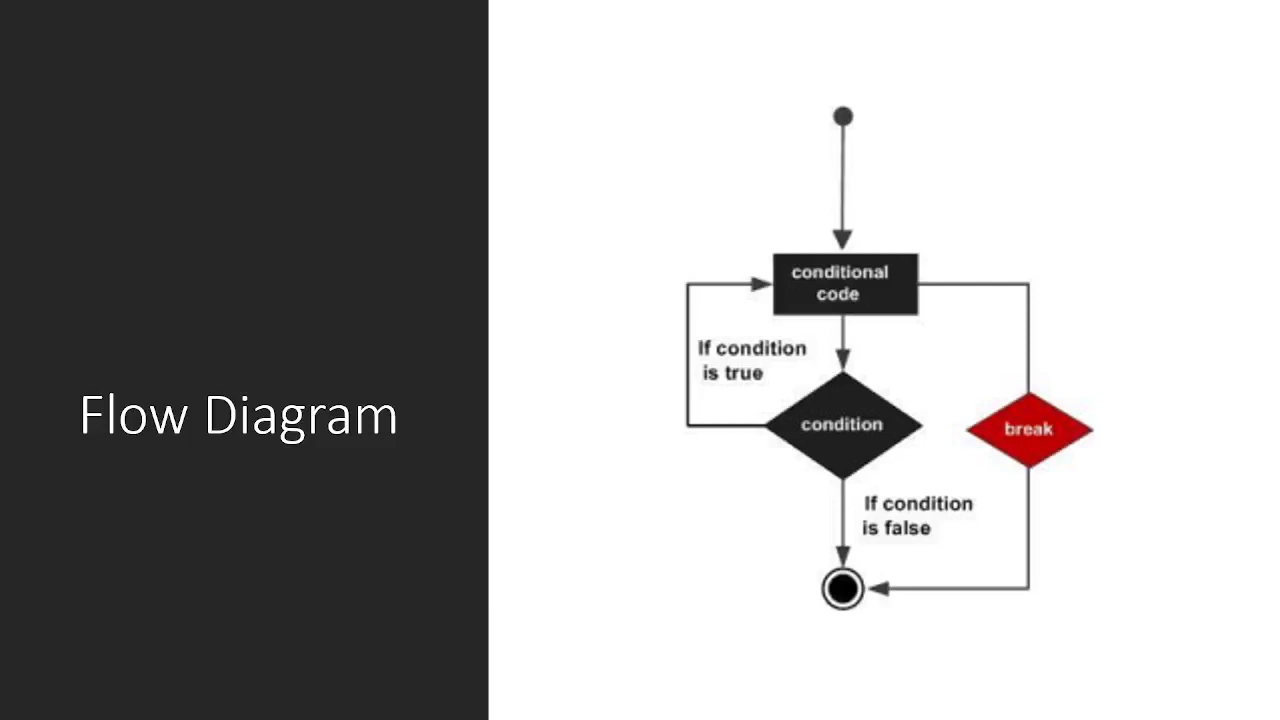 Flow Diagram
conditional
code
If condition
is true
condition
break
If condition
is false